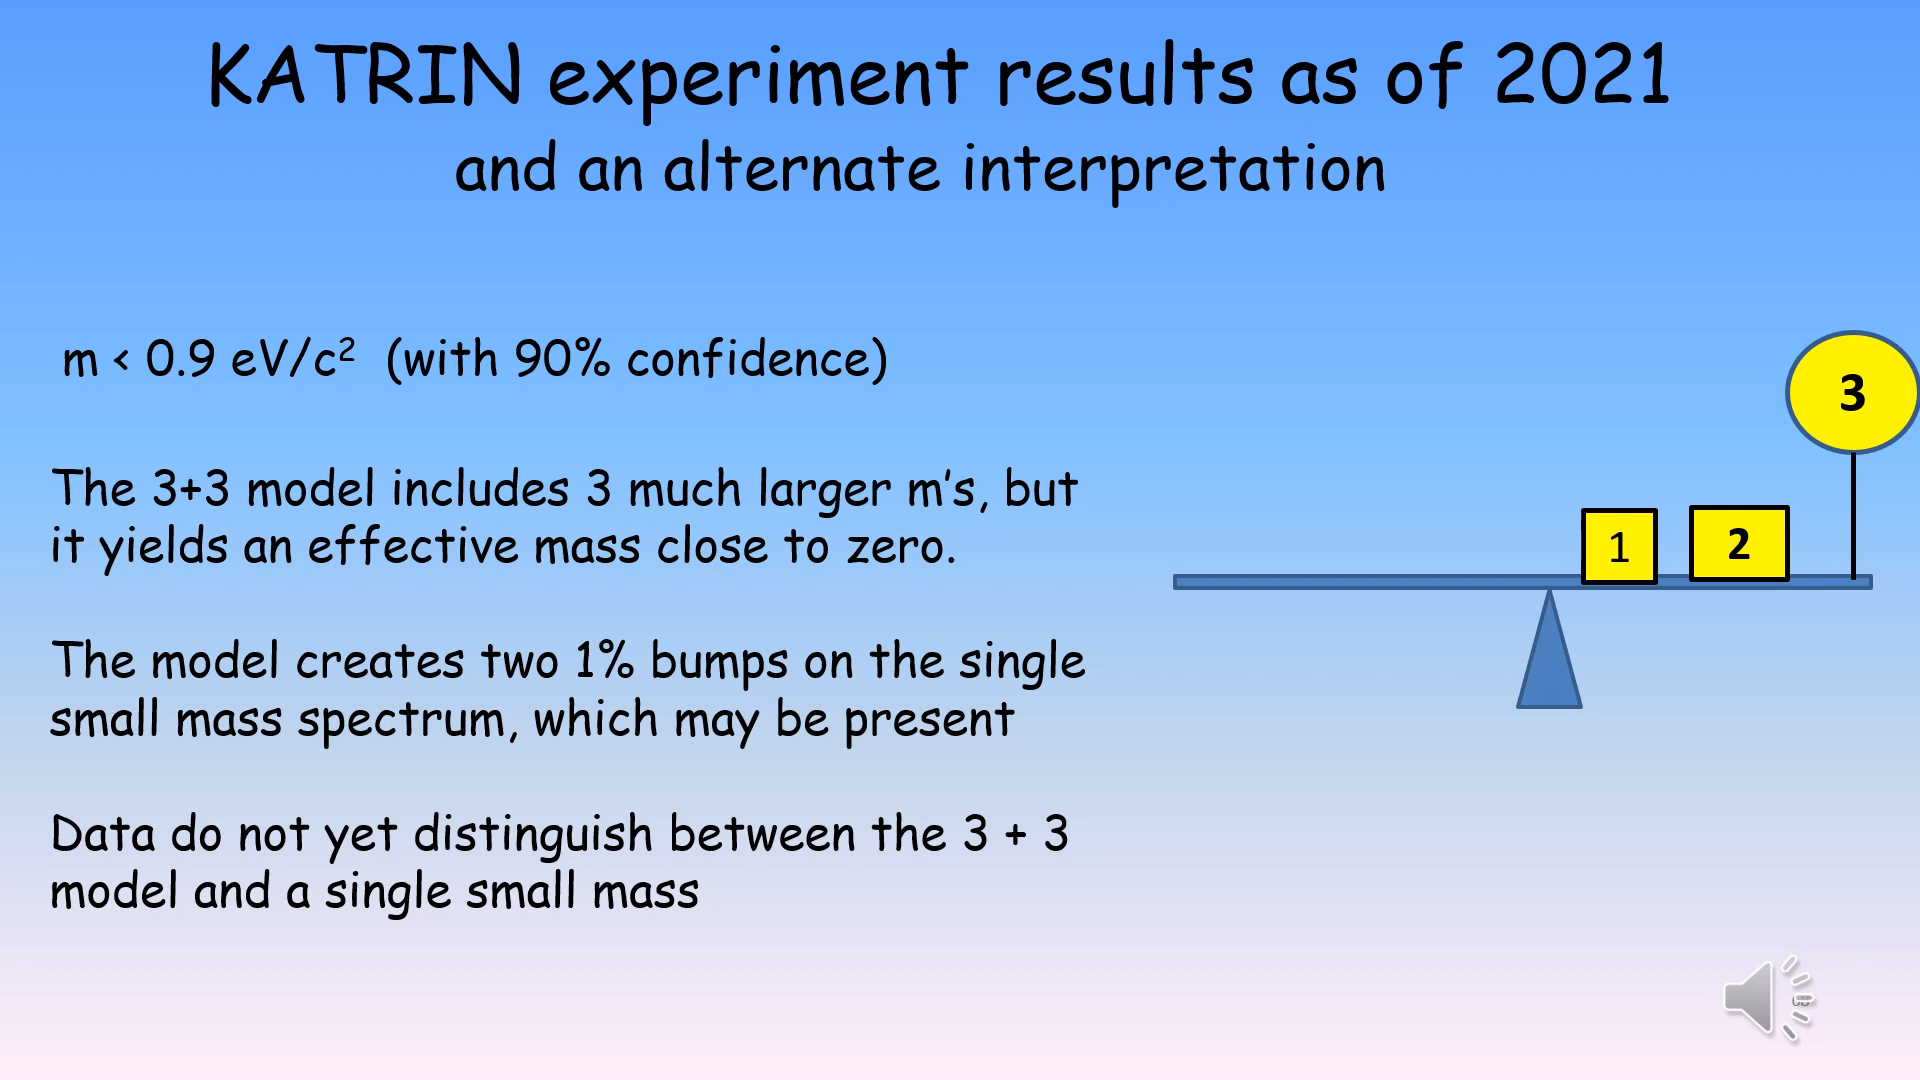 KATRIN experiment results as of 2021
and an alternate interpretation
m < 0.9 eV/c² (with 90% confidence)
The 3+3 model includes 3 much larger m’s, but
it yields an effective mass close to zero.
The model creates two 1% bumps on the single
small mass spectrum, which may be present
Data do not yet distinguish between the 3 + 3
model and a single small mass
3
1
2